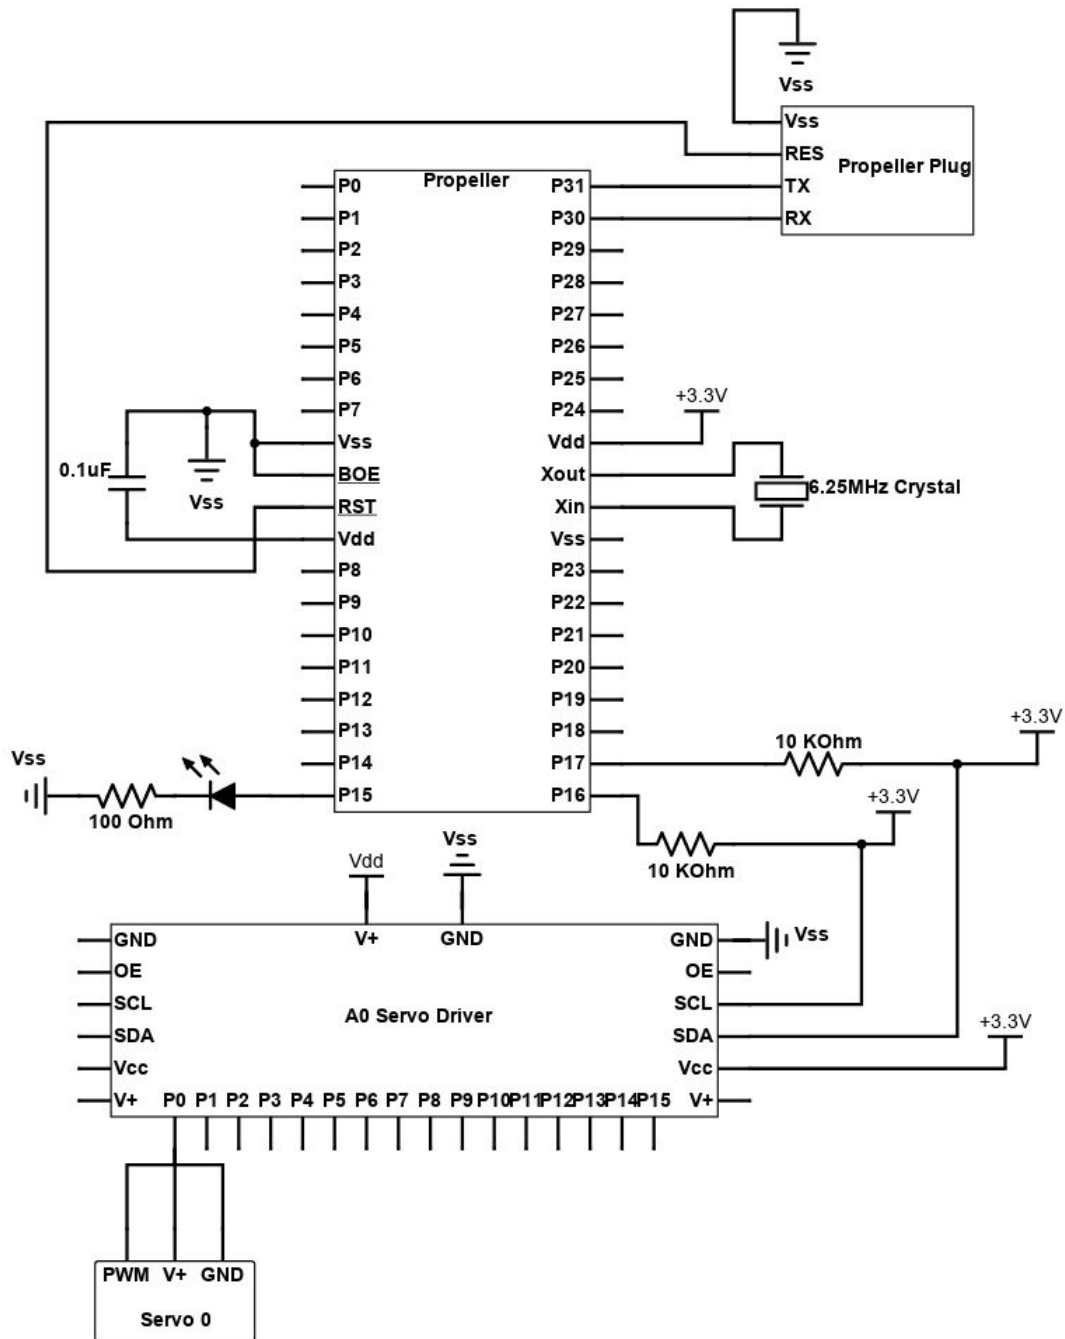 Vss
Vss
RES
TX
RX
Propeller Plug
Propeller
P0
P1
P2
P3
P4
P5
P6
P7
Vss
BOE
RST
Vdd
P8
P9
P10
P11
P12
P13
P14
P15
P31
P30
P29
P28
P27
P26
P25
P24
Vdd
Xout
Xin
Vss
P23
P22
P21
P20
P19
P18
P17
P16
0.1uF
Vss
+3.3V
6.25MHz Crystal
Vss
100 Ohm
10 KOhm
+3.3V
10 KOhm
+3.3V
Vdd
Vss
V+
GND
GND
OE
SCL
SDA
Vcc
V+
A0 Servo Driver
GND
OE
SCL
SDA
Vcc
V+
Vss
+3.3V
P0 P1 P2 P3 P4 P5 P6 P7 P8 P9 P10 P11 P12 P13 P14 P15
PWM V+ GND
Servo 0